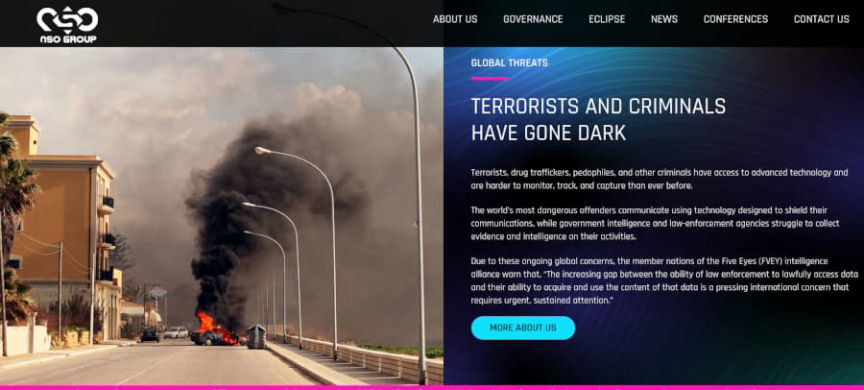 NSO GROUP
ABOUT US GOVERNANCE ECLIPSE NEWS CONFERENCES CONTACT US
GLOBAL THREATS
TERRORISTS AND CRIMINALS
HAVE GONE DARK
Terrorists, drug traffickers, pedophiles, and other criminals have access to advanced technology and
are harder to monitor, track, and capture than ever before.
The world's most dangerous offenders communicate using technology designed to shield their
communications, while government intelligence and law-enforcement agencies struggle to collect
evidence and intelligence on their activities.
Due to these ongoing global concerns, the member nations of the Five Eyes (FVEY) intelligence
alliance warn that, "The increasing gap between the ability of law enforcement to lawfully access data
and their ability to acquire and use the content of that data is a pressing international concern that
requires urgent, sustained attention."
MORE ABOUT US